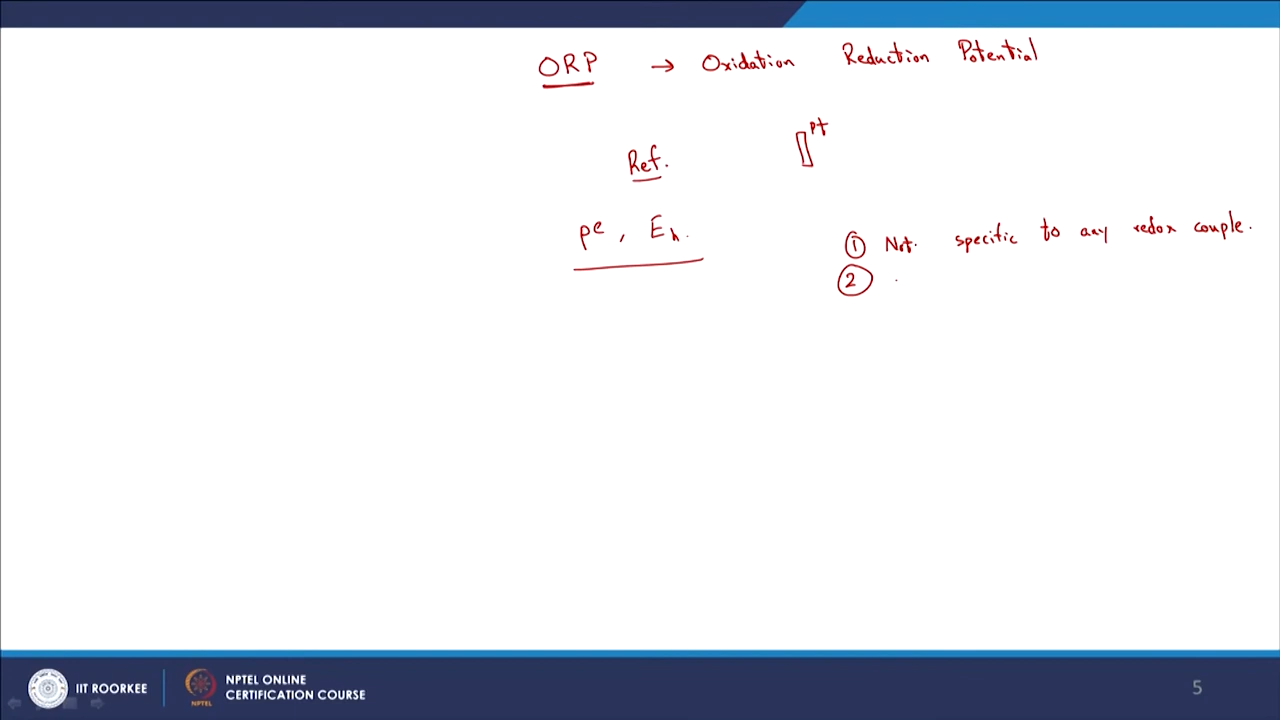 ORP → Oxidation Reduction Potential
Pt
Ref.
pe, Eh.
① Not. specific to any redox couple.
②
IIT ROORKEE
NPTEL ONLINE
CERTIFICATION COURSE
NPTEL
5